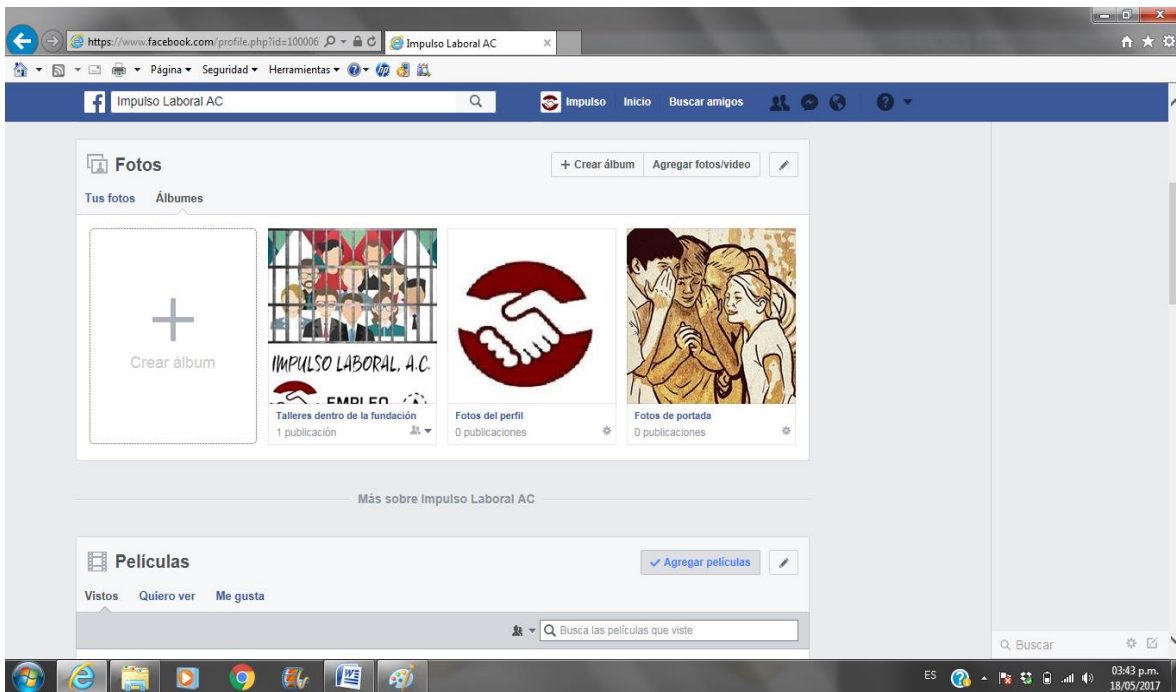 https://www.facebook.com/profile.php?id=100006
Impulso Laboral AC
Página Seguridad Herramientas
Impulso Laboral AC
Impulso Inicio Buscar amigos
Fotos
+ Crear álbum Agregar fotos/video
Tus fotos Álbumes
Crear álbum
IMPULSO LABORAL, A.C.
EMPLEO
Talleres dentro de la fundación
1 publicación
Fotos del perfil
0 publicaciones
Fotos de portada
0 publicaciones
Más sobre Impulso Laboral AC
Películas
Agregar películas
Vistos Quiero ver Me gusta
Busca las películas que viste
Buscar
ES
03:43 p.m.
18/05/2017